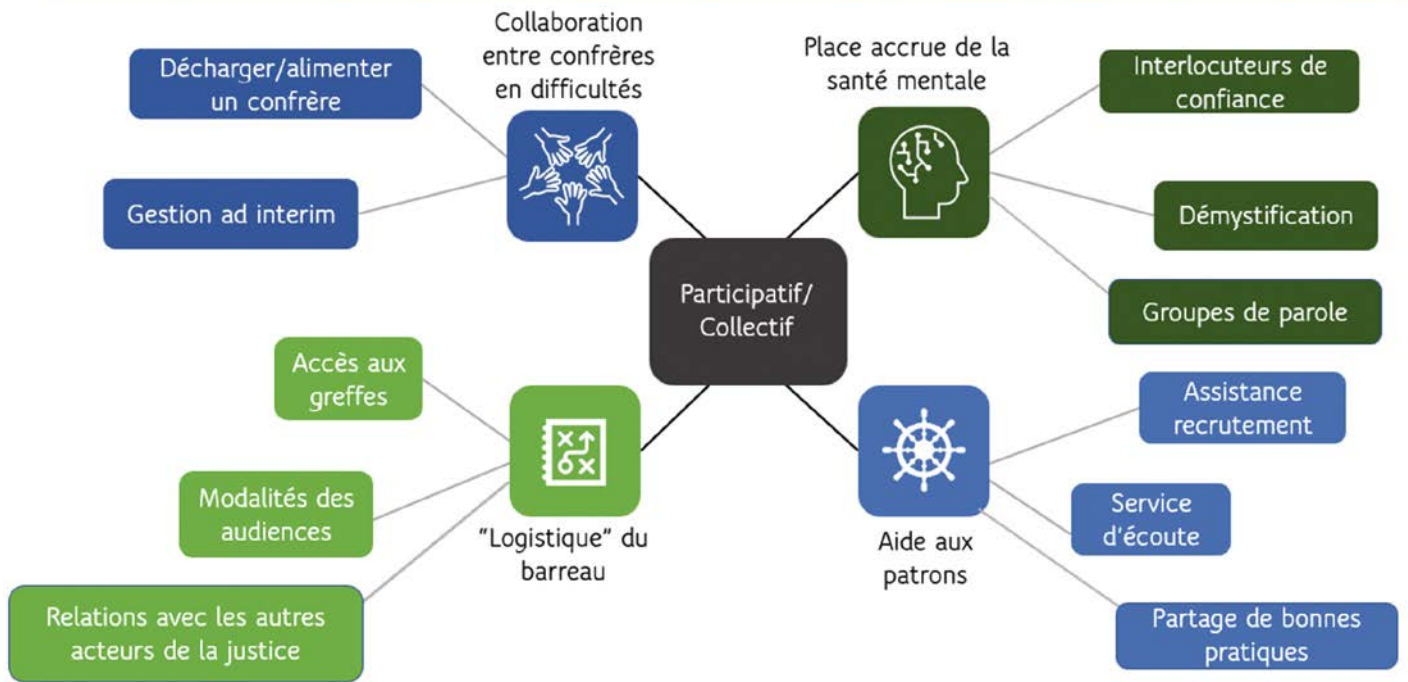 Collaboration
entre confrères
en difficultés
Décharger/alimenter
un confrère
Gestion ad interim
Place accrue de la
santé mentale
Interlocuteurs de
confiance
Démystification
Groupes de parole
Participatif/
Collectif
Accès aux
greffes
Modalités des
audiences
Relations avec les autres
acteurs de la justice
"Logistique" du
barreau
Aide aux
patrons
Assistance
recrutement
Service
d'écoute
Partage de bonnes
pratiques